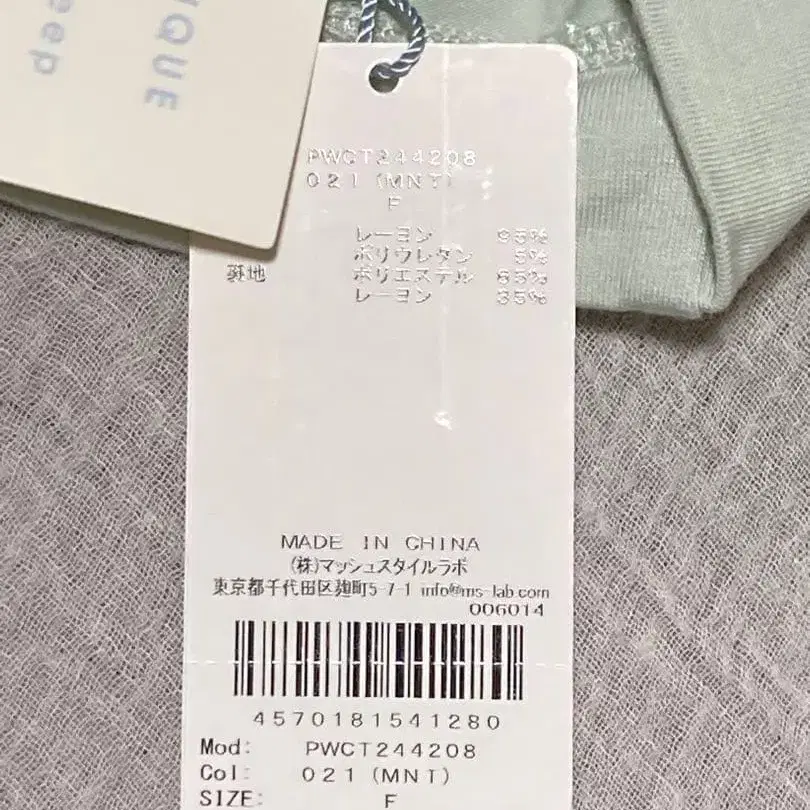 QUE
eep
PWCT244208
021 (MNT)
F
レーヨン 95%
ポリウレタン 5%
裏地 ポリエステル 65%
レーヨン 35%
MADE IN CHINA
(株)マッシュスタイルラボ
東京都千代田区麹町5-7-1 info@ms-lab.com
006014
4570181541280
Mod: PWCT244208
Col: 021 (MNT)
SIZE: F